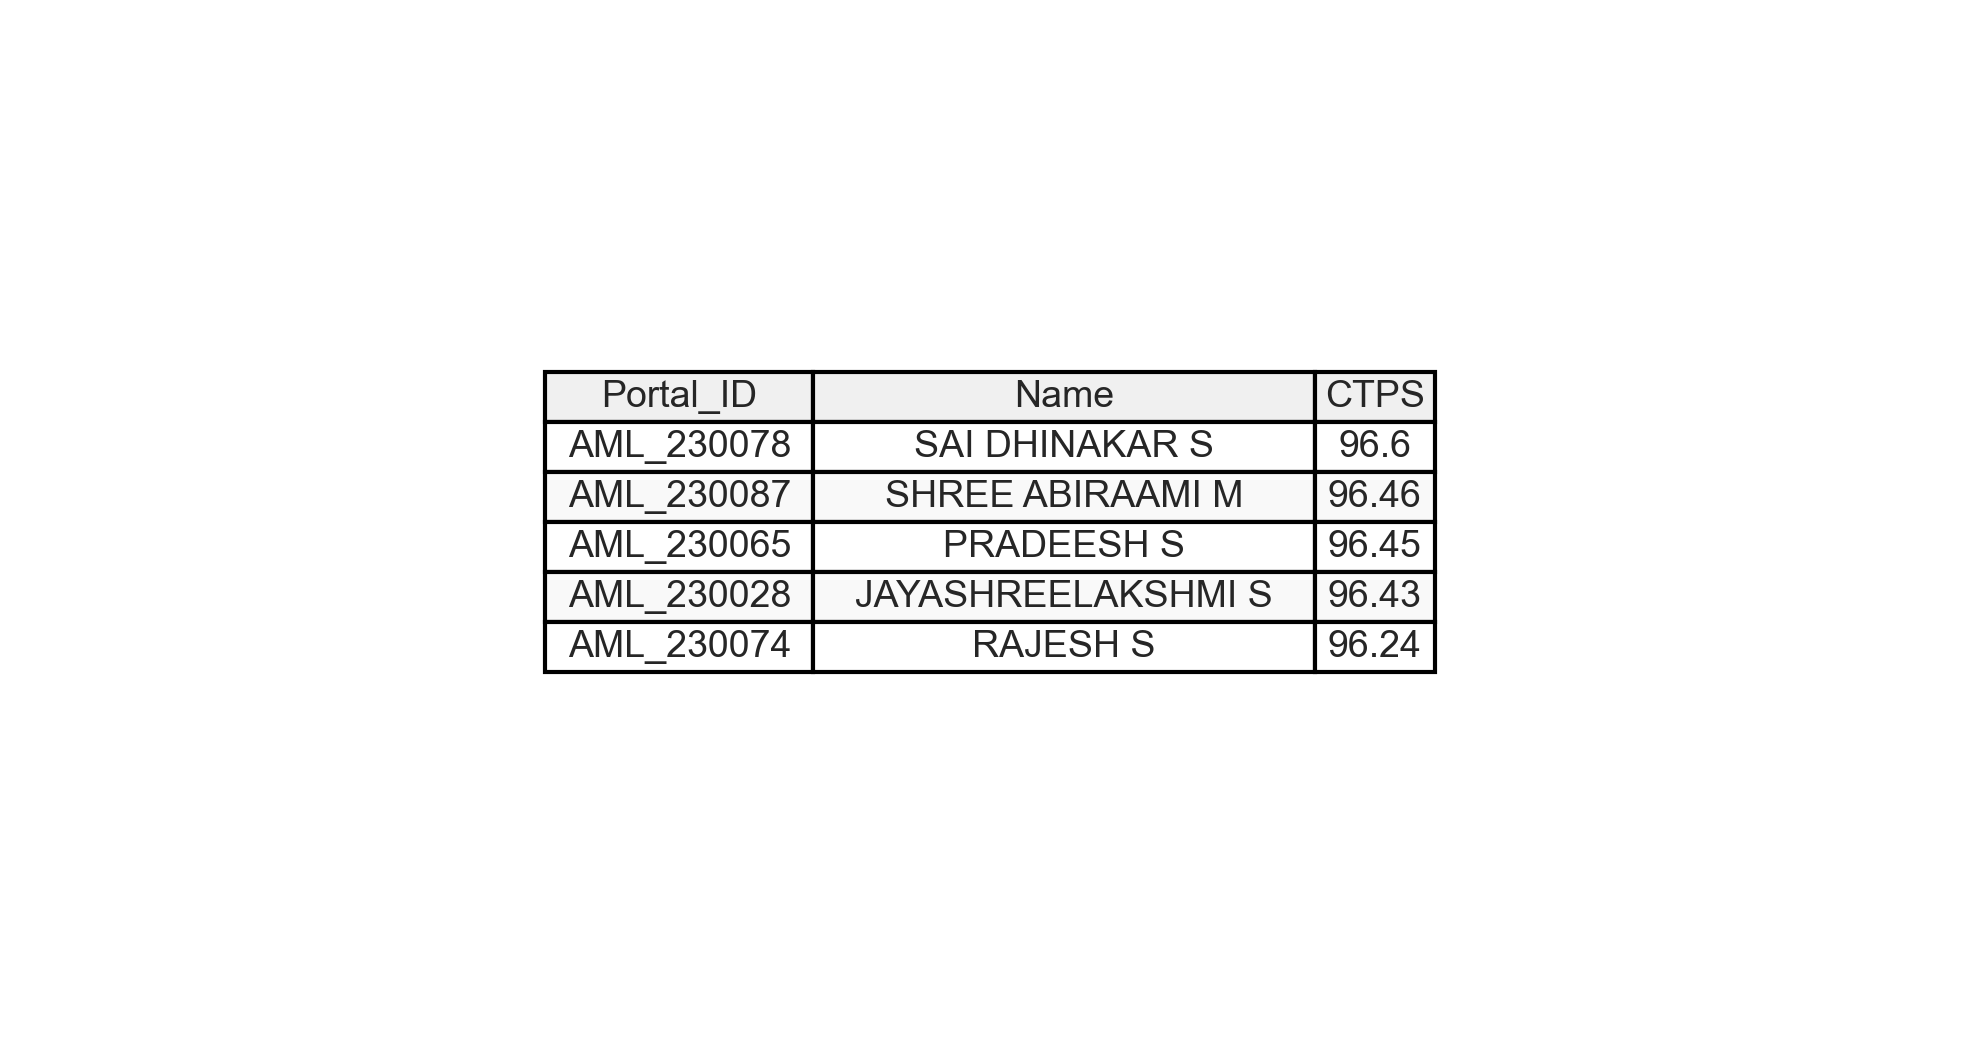 Portal_ID Name CTPS
AML_230078 SAI DHINAKAR S 96.6
AML_230087 SHREE ABIRAAMI M 96.46
AML_230065 PRADEESH S 96.45
AML_230028 JAYASHREELAKSHMI S 96.43
AML_230074 RAJESH S 96.24